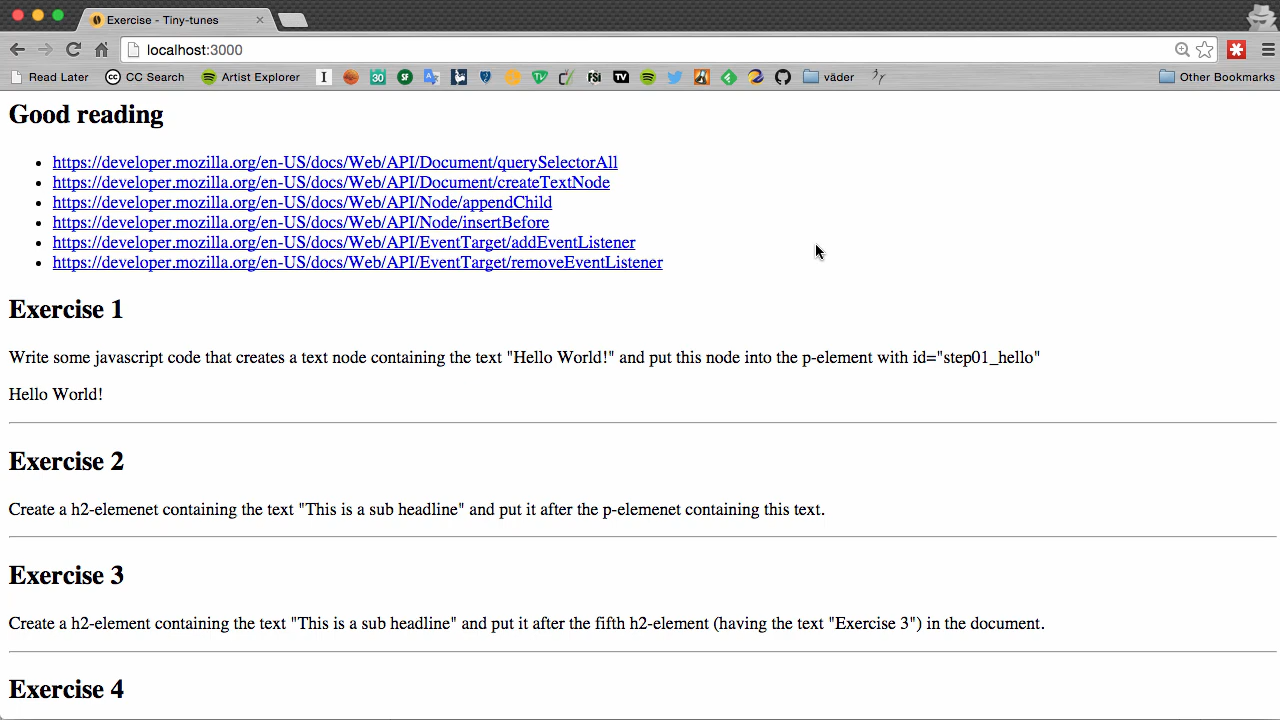 Exercise - Tiny-tunes
localhost:3000
Read Later CC Search Artist Explorer 30 SF FSi TV väder Other Bookmarks
Good reading
https://developer.mozilla.org/en-US/docs/Web/API/Document/querySelectorAll
https://developer.mozilla.org/en-US/docs/Web/API/Document/createTextNode
https://developer.mozilla.org/en-US/docs/Web/API/Node/appendChild
https://developer.mozilla.org/en-US/docs/Web/API/Node/insertBefore
https://developer.mozilla.org/en-US/docs/Web/API/EventTarget/addEventListener
https://developer.mozilla.org/en-US/docs/Web/API/EventTarget/removeEventListener
Exercise 1
Write some javascript code that creates a text node containing the text "Hello World!" and put this node into the p-element with id="step01_hello"
Hello World!
Exercise 2
Create a h2-elemenet containing the text "This is a sub headline" and put it after the p-elemenet containing this text.
Exercise 3
Create a h2-element containing the text "This is a sub headline" and put it after the fifth h2-element (having the text "Exercise 3") in the document.
Exercise 4